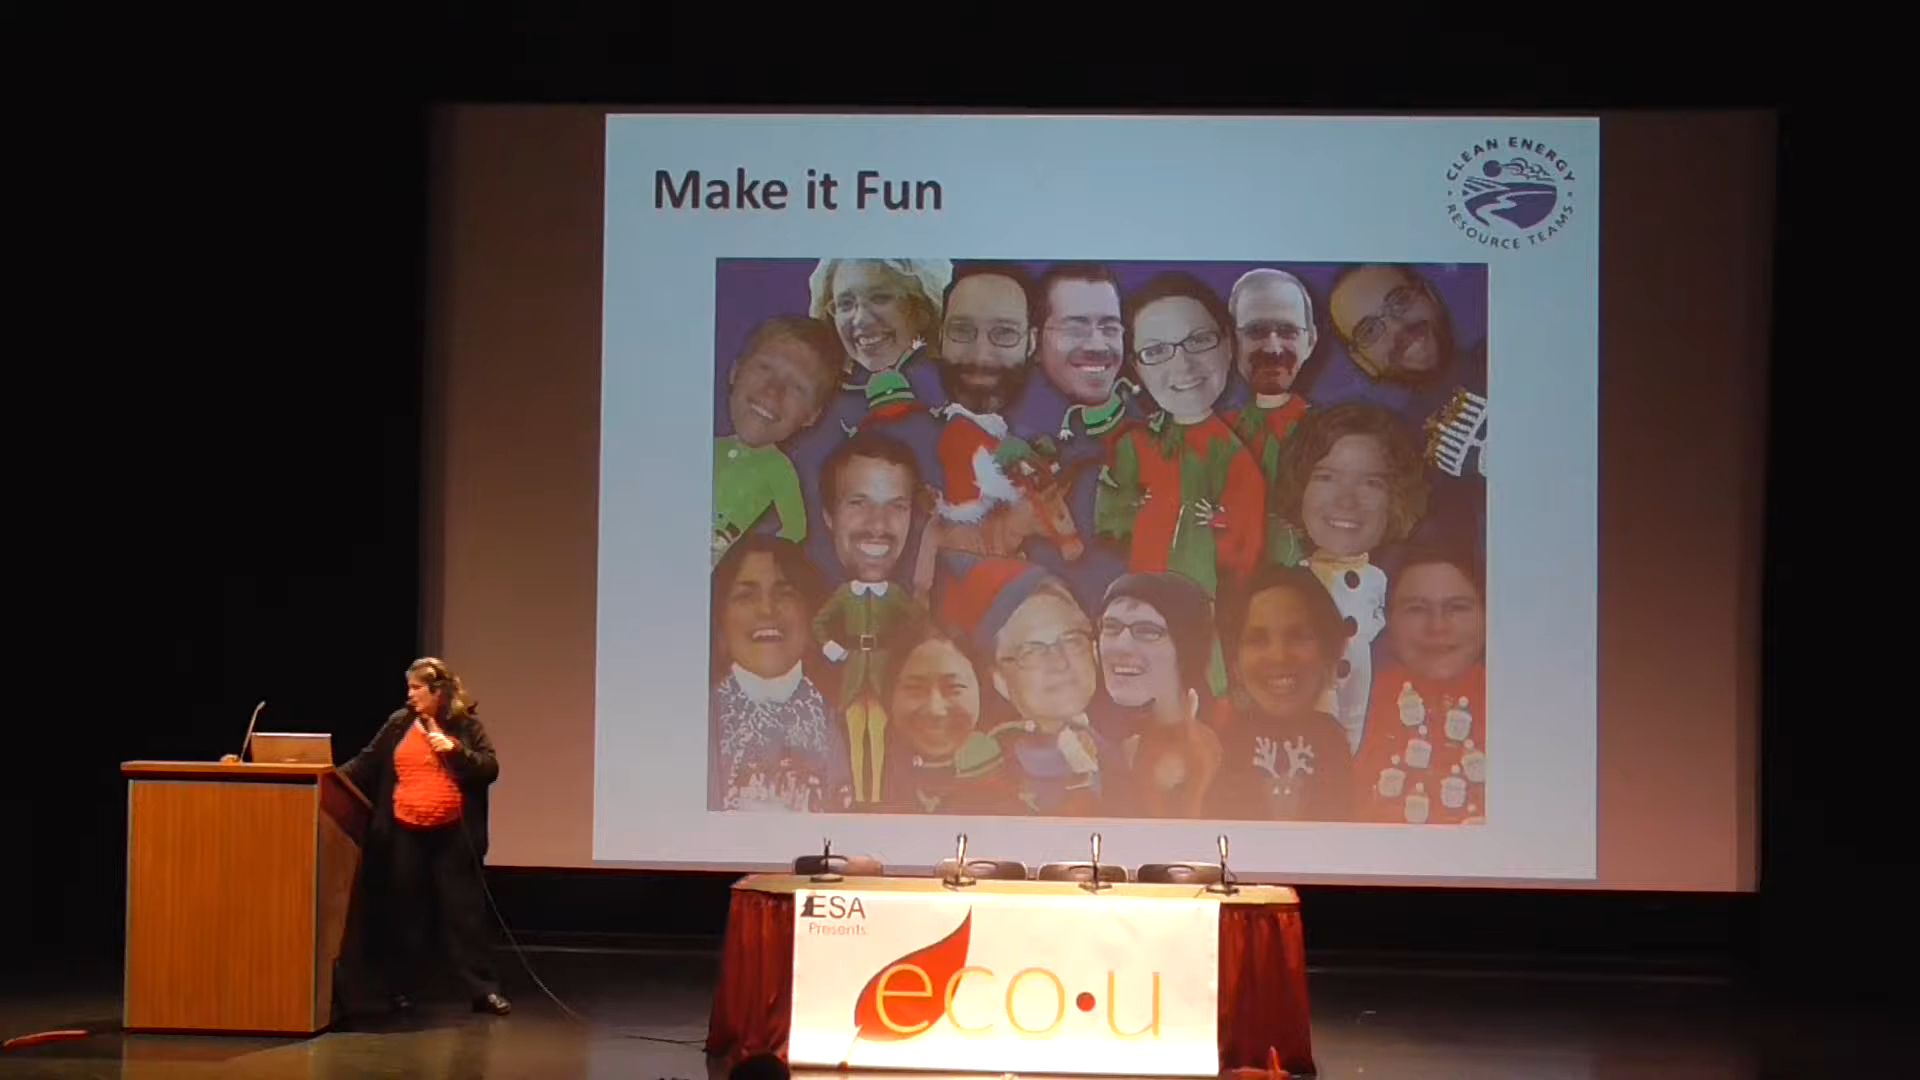 Make it Fun
CLEAN ENERGY
RESOURCE TEAMS
ESA
Presents
eco·u